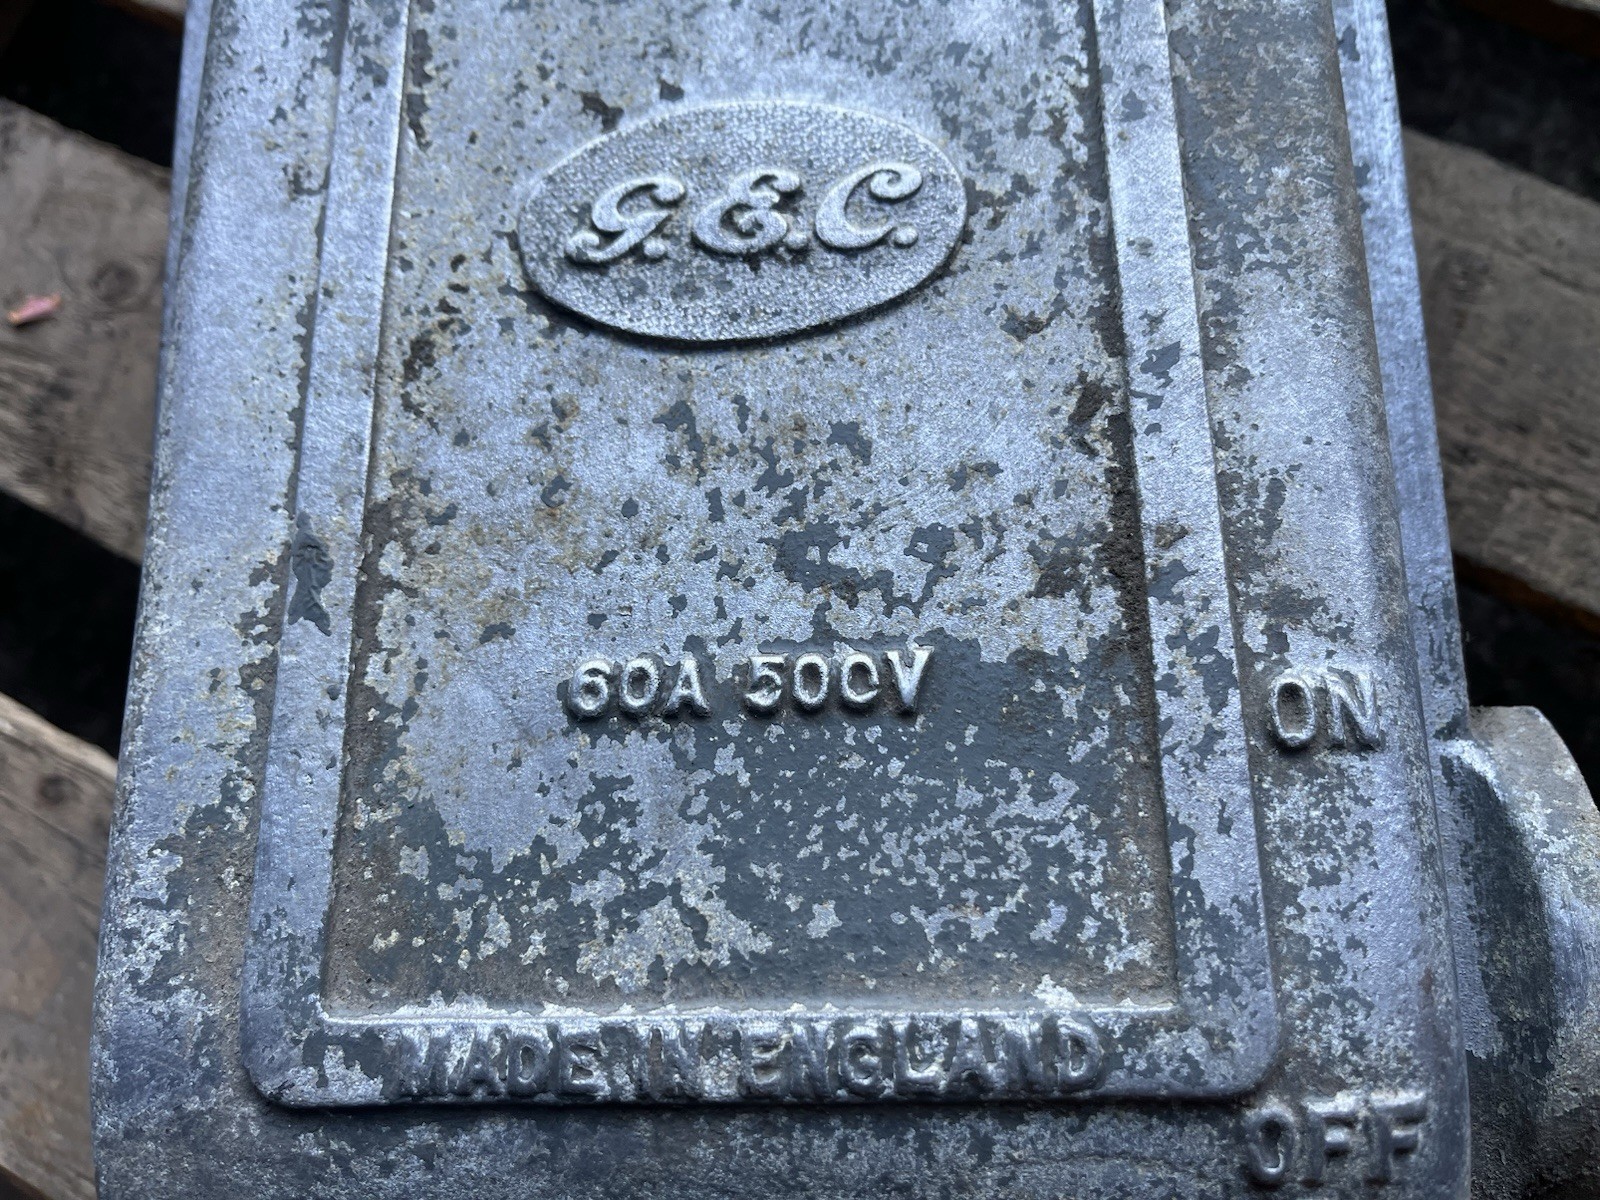 G.E.C.
60A 500V
ON
MADE IN ENGLAND
OFF